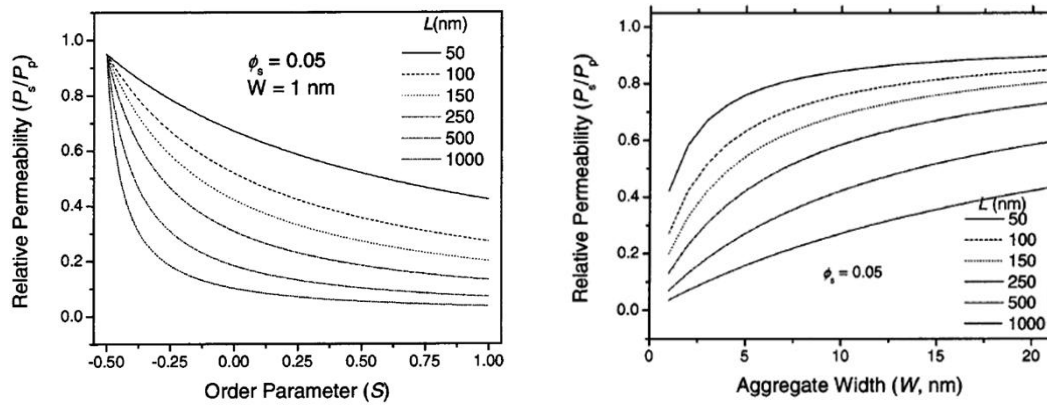 L(nm)
50
100
150
250
500
1000
ϕs = 0.05
W = 1 nm
Relative Permeability (Ps/Pp)
1.0
0.8
0.6
0.4
0.2
0.0
-0.50 -0.25 0.00 0.25 0.50 0.75 1.00
Order Parameter (S)
Relative Permeability (Ps/Pp)
1.0
0.8
0.6
0.4
0.2
0.0
L (nm)
50
100
150
250
500
1000
ϕs = 0.05
0 5 10 15 20
Aggregate Width (W, nm)